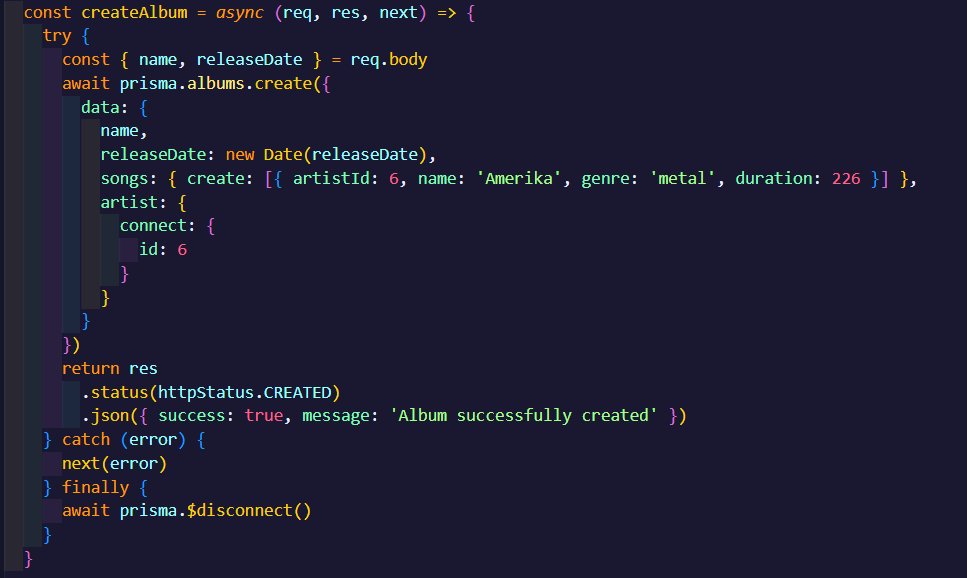 const createAlbum = async (req, res, next) => {
  try {
    const { name, releaseDate } = req.body
    await prisma.albums.create({
      data: {
        name,
        releaseDate: new Date(releaseDate),
        songs: { create: [{ artistId: 6, name: 'Amerika', genre: 'metal', duration: 226 }] },
        artist: {
          connect: {
            id: 6
          }
        }
      }
    })
    return res
      .status(httpStatus.CREATED)
      .json({ success: true, message: 'Album successfully created' })
  } catch (error) {
    next(error)
  } finally {
    await prisma.$disconnect()
  }
}